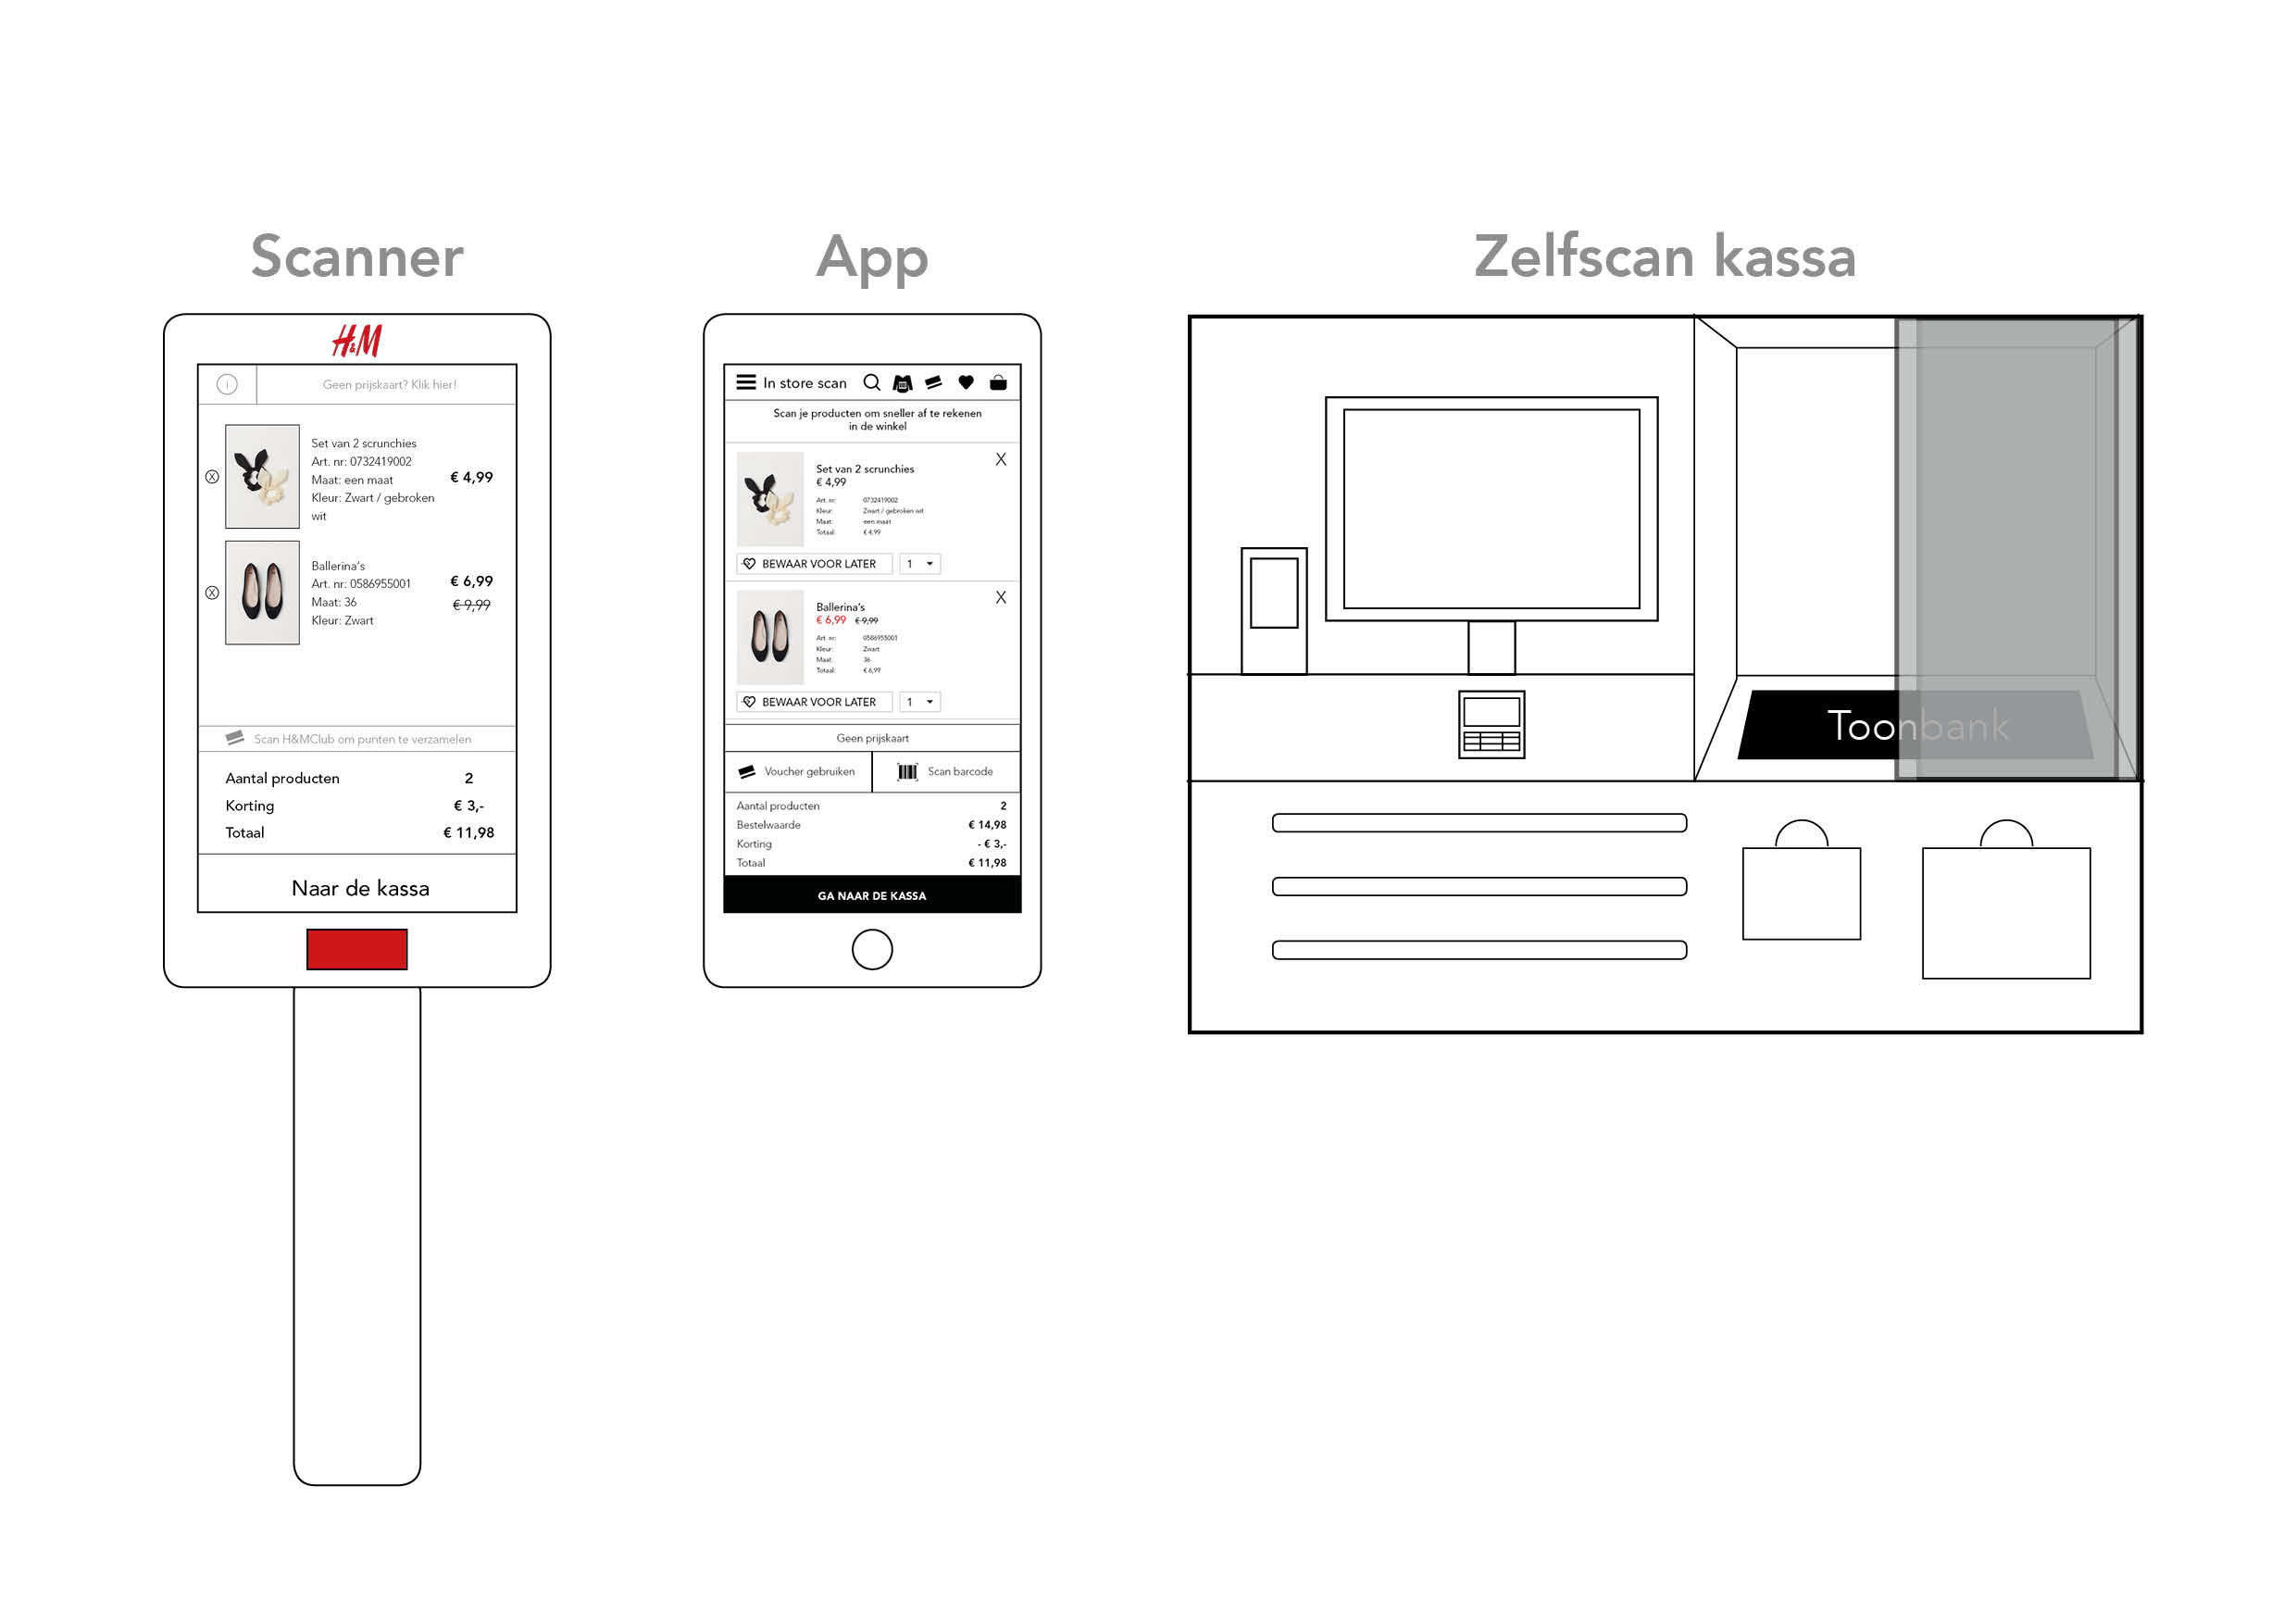 Scanner
H&M
i
Geen prijskaart? Klik hier!
X
Set van 2 scrunchies
Art. nr: 0732419002
Maat: een maat
Kleur: Zwart / gebroken
wit
€ 4,99
X
Ballerina's
Art. nr: 0586955001
Maat: 36
Kleur: Zwart
€ 6,99
€ 9,99
Scan H&MClub om punten te verzamelen
Aantal producten 2
Korting € 3,-
Totaal € 11,98
Naar de kassa
App
In store scan
Scan je producten om sneller af te rekenen
in de winkel
X
Set van 2 scrunchies
€ 4,99
Art. nr: 0732419002
Kleur: Zwart / gebroken wit
Maat: een maat
Totaal: € 4,99
BEWAAR VOOR LATER 1
X
Ballerina's
€ 6,99 € 9,99
Art. nr: 0586955001
Kleur: Zwart
Maat: 36
Totaal: € 6,99
BEWAAR VOOR LATER 1
Geen prijskaart
Voucher gebruiken
Scan barcode
Aantal producten 2
Bestelwaarde € 14,98
Korting - € 3,-
Totaal € 11,98
GA NAAR DE KASSA
Zelfscan kassa
Toonbank